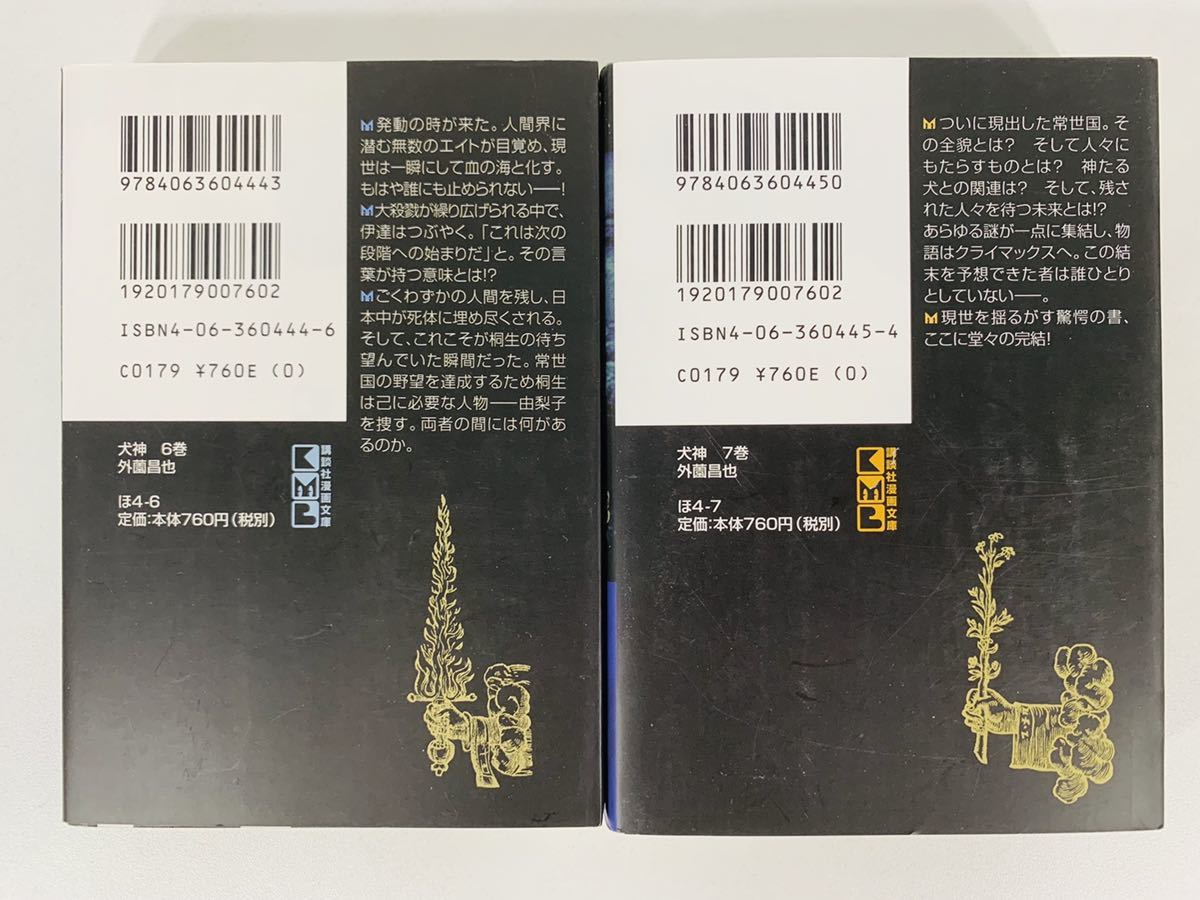 9784063604443
1920179007602
ISBN4-06-360444-6
C0179 ¥760E (0)
発動の時が来た。人間界に
潜む無数のエイトが目覚め、現
世は一瞬にして血の海と化す。
もはや誰にも止められない──!
大殺戮が繰り広げられる中で、
伊達はつぶやく。「これは次の
段階への始まりだ」と。その言
葉が持つ意味とは!?
ごくわずかの人間を残し、日
本中が死体に埋め尽くされる。
そして、これこそが桐生の待ち
望んでいた瞬間だった。常世
国の野望を達成するため桐生
は己に必要な人物──由梨子
を捜す。両者の間には何があ
るのか。
犬神 6巻
外薗昌也
ほ4-6
定価:本体760円(税別)
講談社漫画文庫
9784063604450
1920179007602
ISBN4-06-360445-4
C0179 ¥760E (0)
ついに現出した常世国。そ
の全貌とは? そして人々に
もたらすものとは? 神たる
犬との関連は? そして、残さ
れた人々を待つ未来とは!?
あらゆる謎が一点に集結し、物
語はクライマックスへ。この結
末を予想できた者は誰ひとり
としていない──。
現世を揺るがす驚愕の書、
ここに堂々の完結!
犬神 7巻
外薗昌也
ほ4-7
定価:本体760円(税別)
講談社漫画文庫